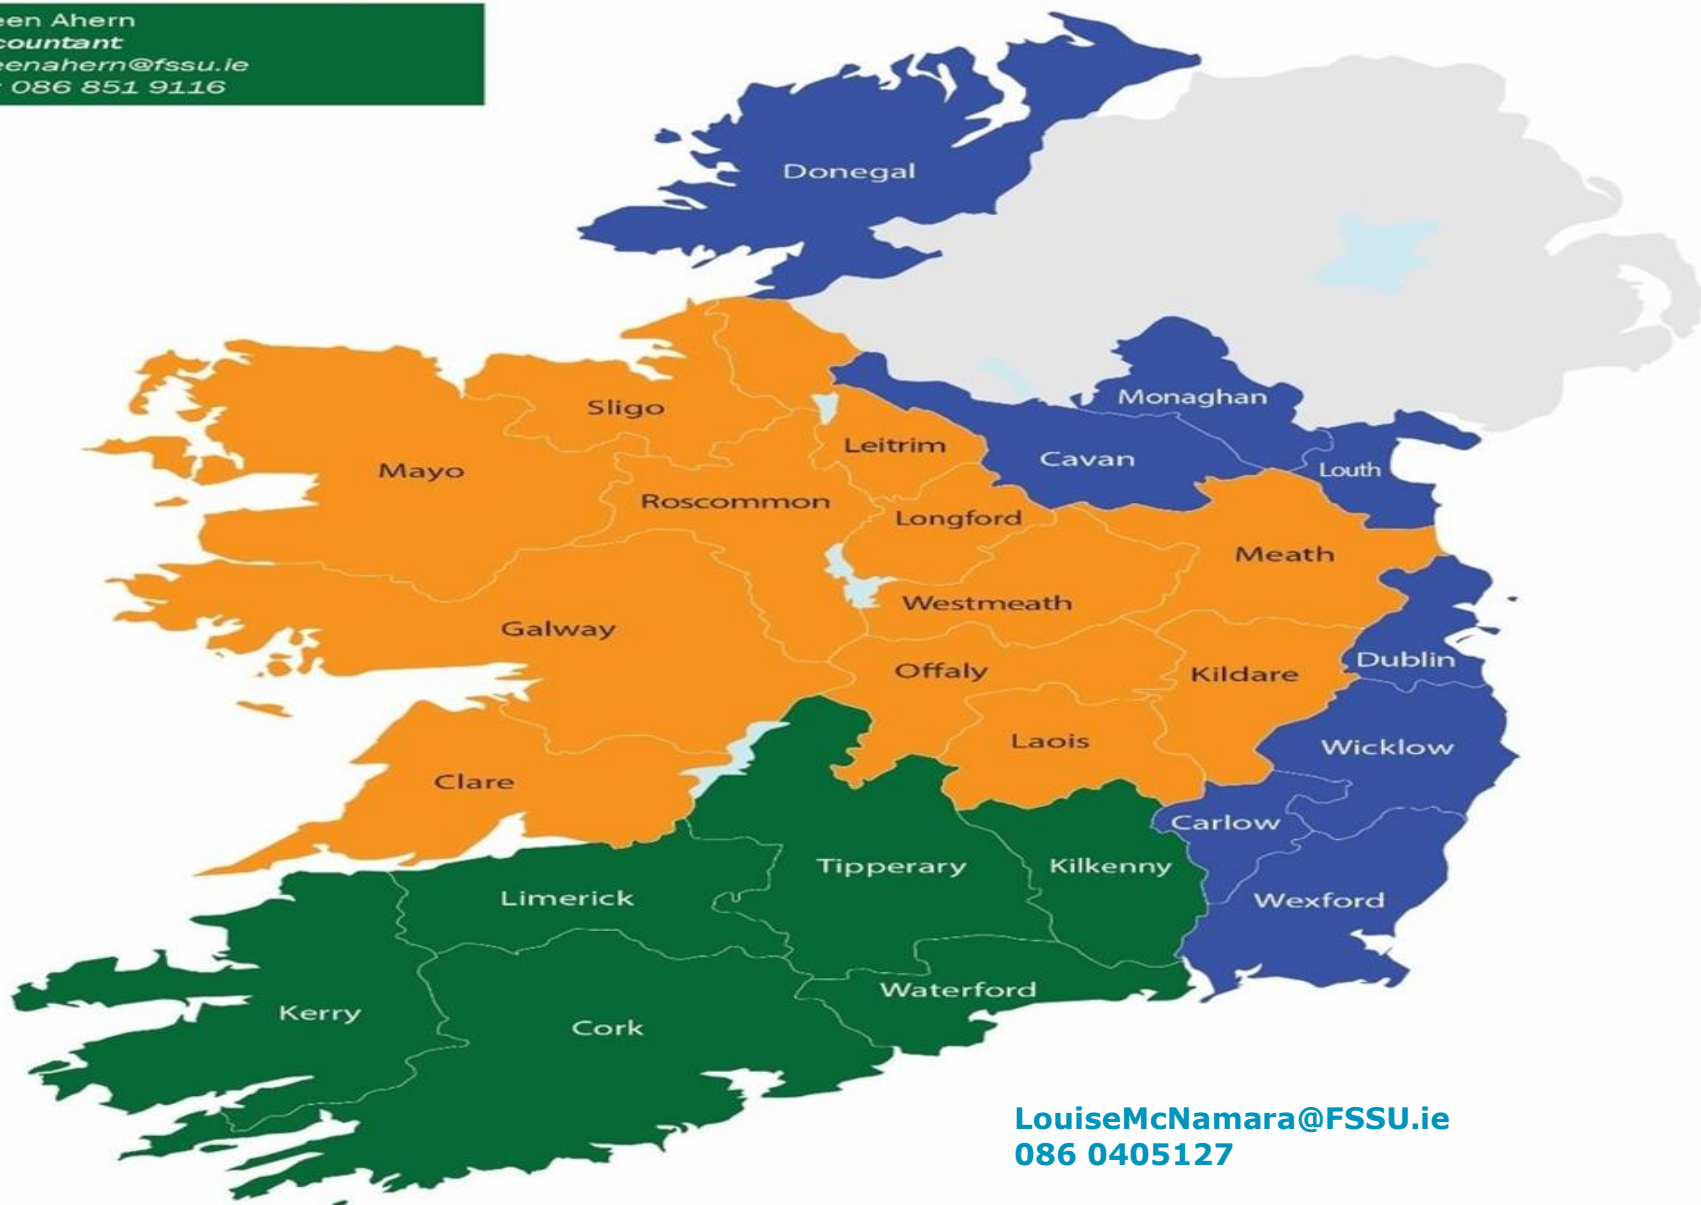 een Ahern
countant
eenahern@fssu.ie
: 086 851 9116
Donegal
Monaghan
Sligo
Leitrim
Cavan
Louth
Mayo
Roscommon
Longford
Meath
Westmeath
Galway
Offaly
Kildare
Dublin
Laois
Wicklow
Clare
Carlow
Tipperary
Kilkenny
Limerick
Wexford
Waterford
Kerry
Cork
LouiseMcNamara@FSSU.ie
086 0405127